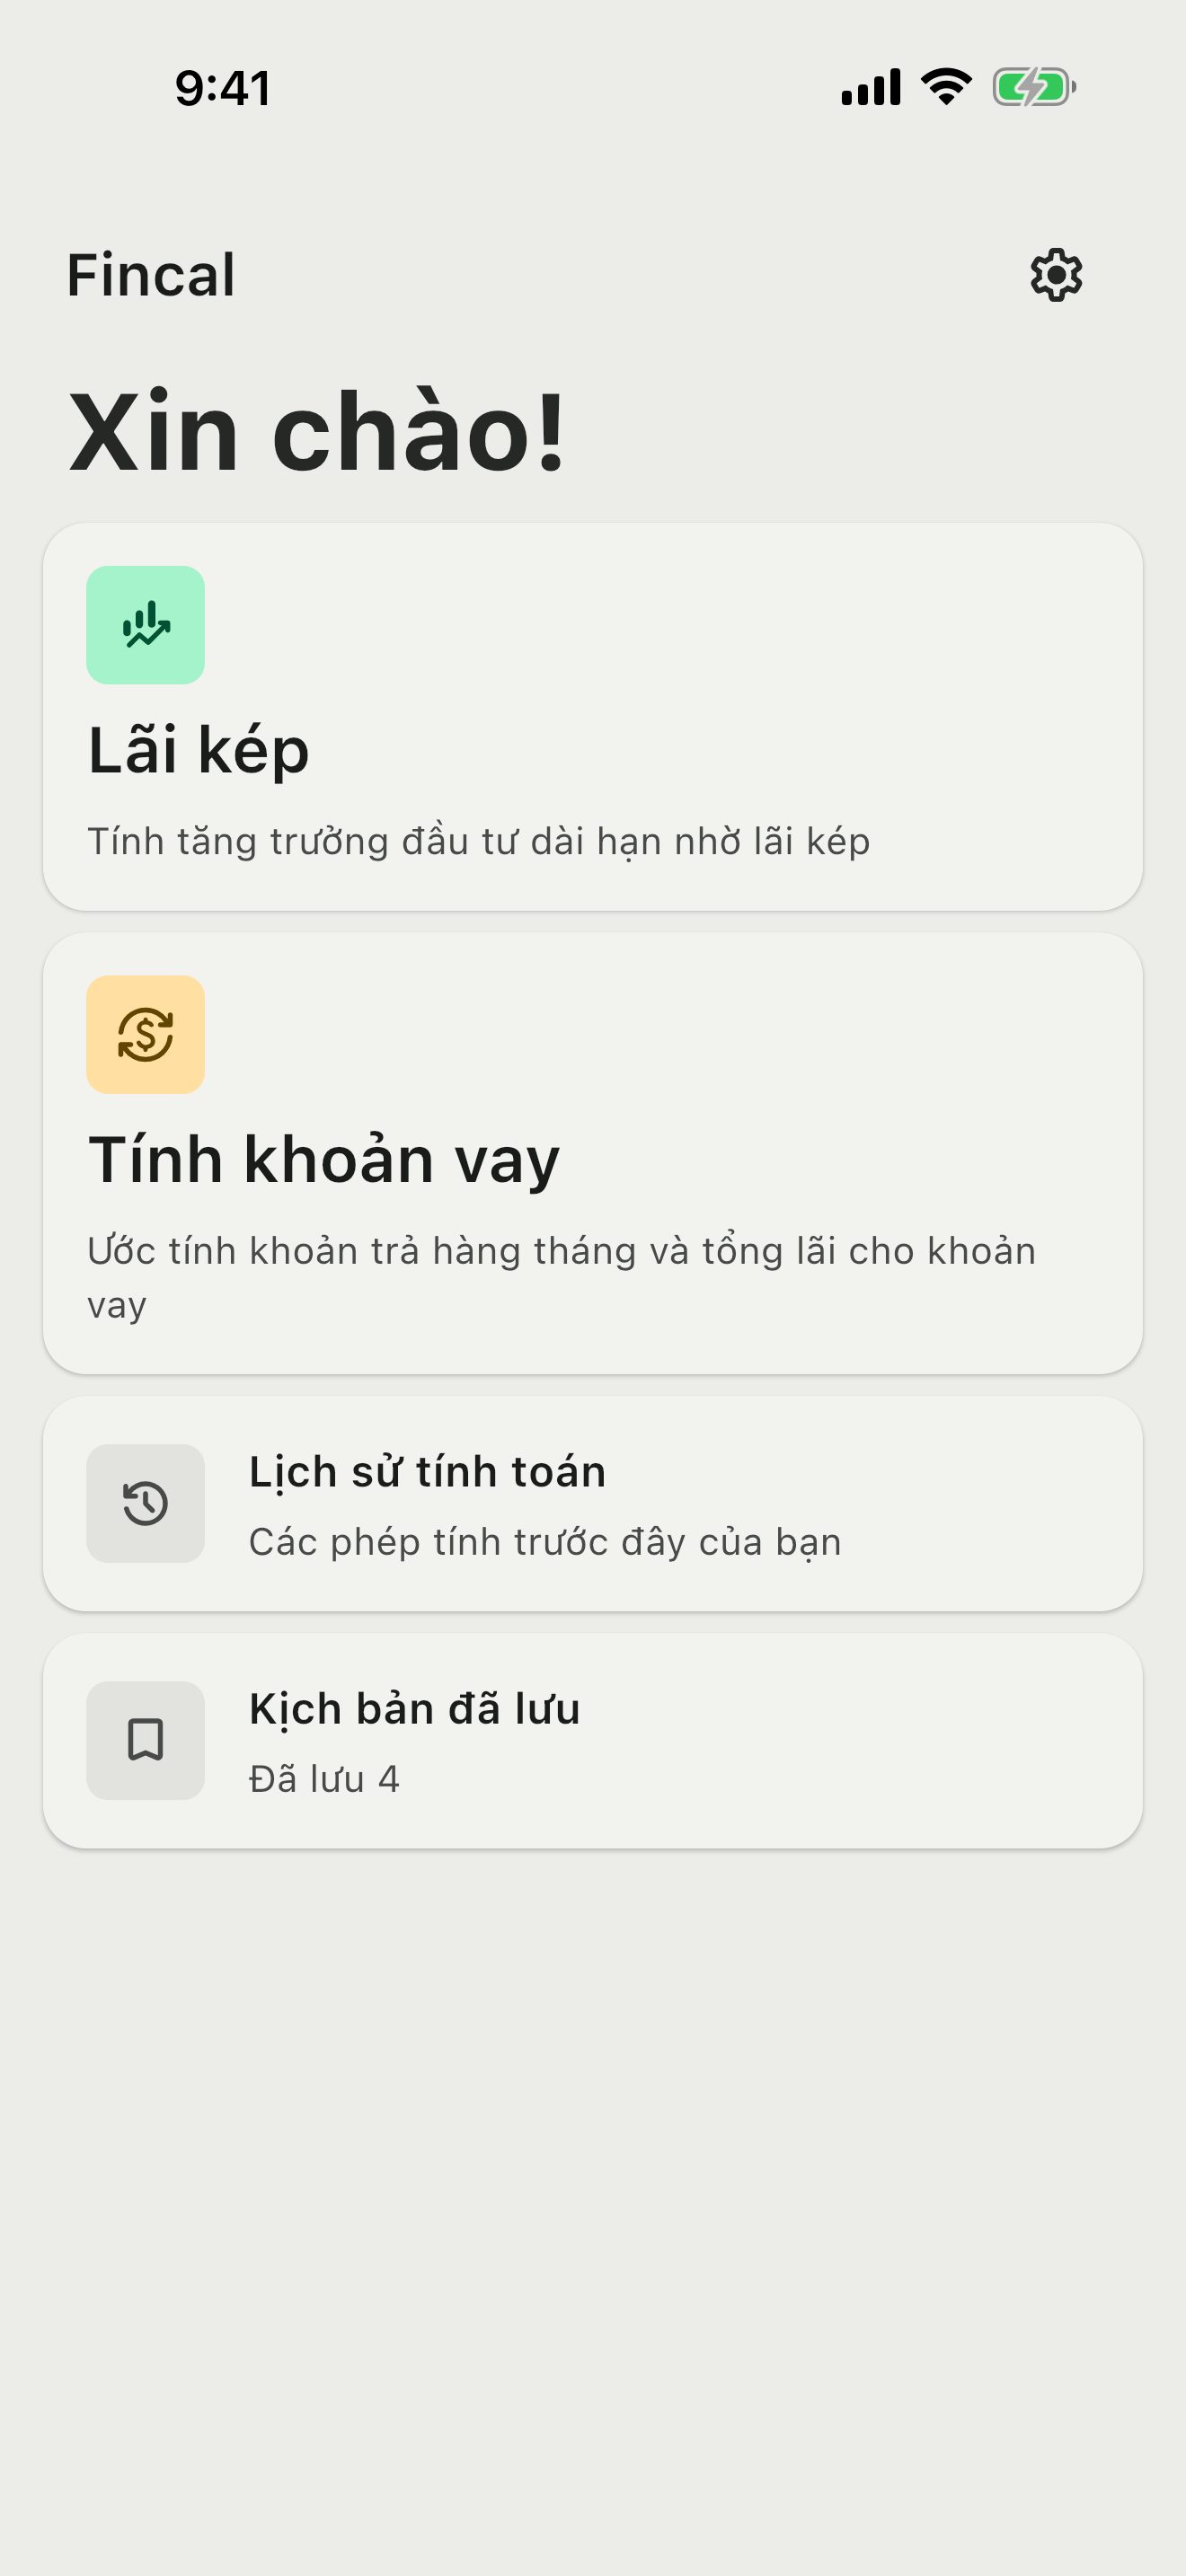 9:41
Fincal
Xin chào!
Lãi kép
Tính tăng trưởng đầu tư dài hạn nhờ lãi kép
Tính khoản vay
Ước tính khoản trả hàng tháng và tổng lãi cho khoản
vay
Lịch sử tính toán
Các phép tính trước đây của bạn
Kịch bản đã lưu
Đã lưu 4